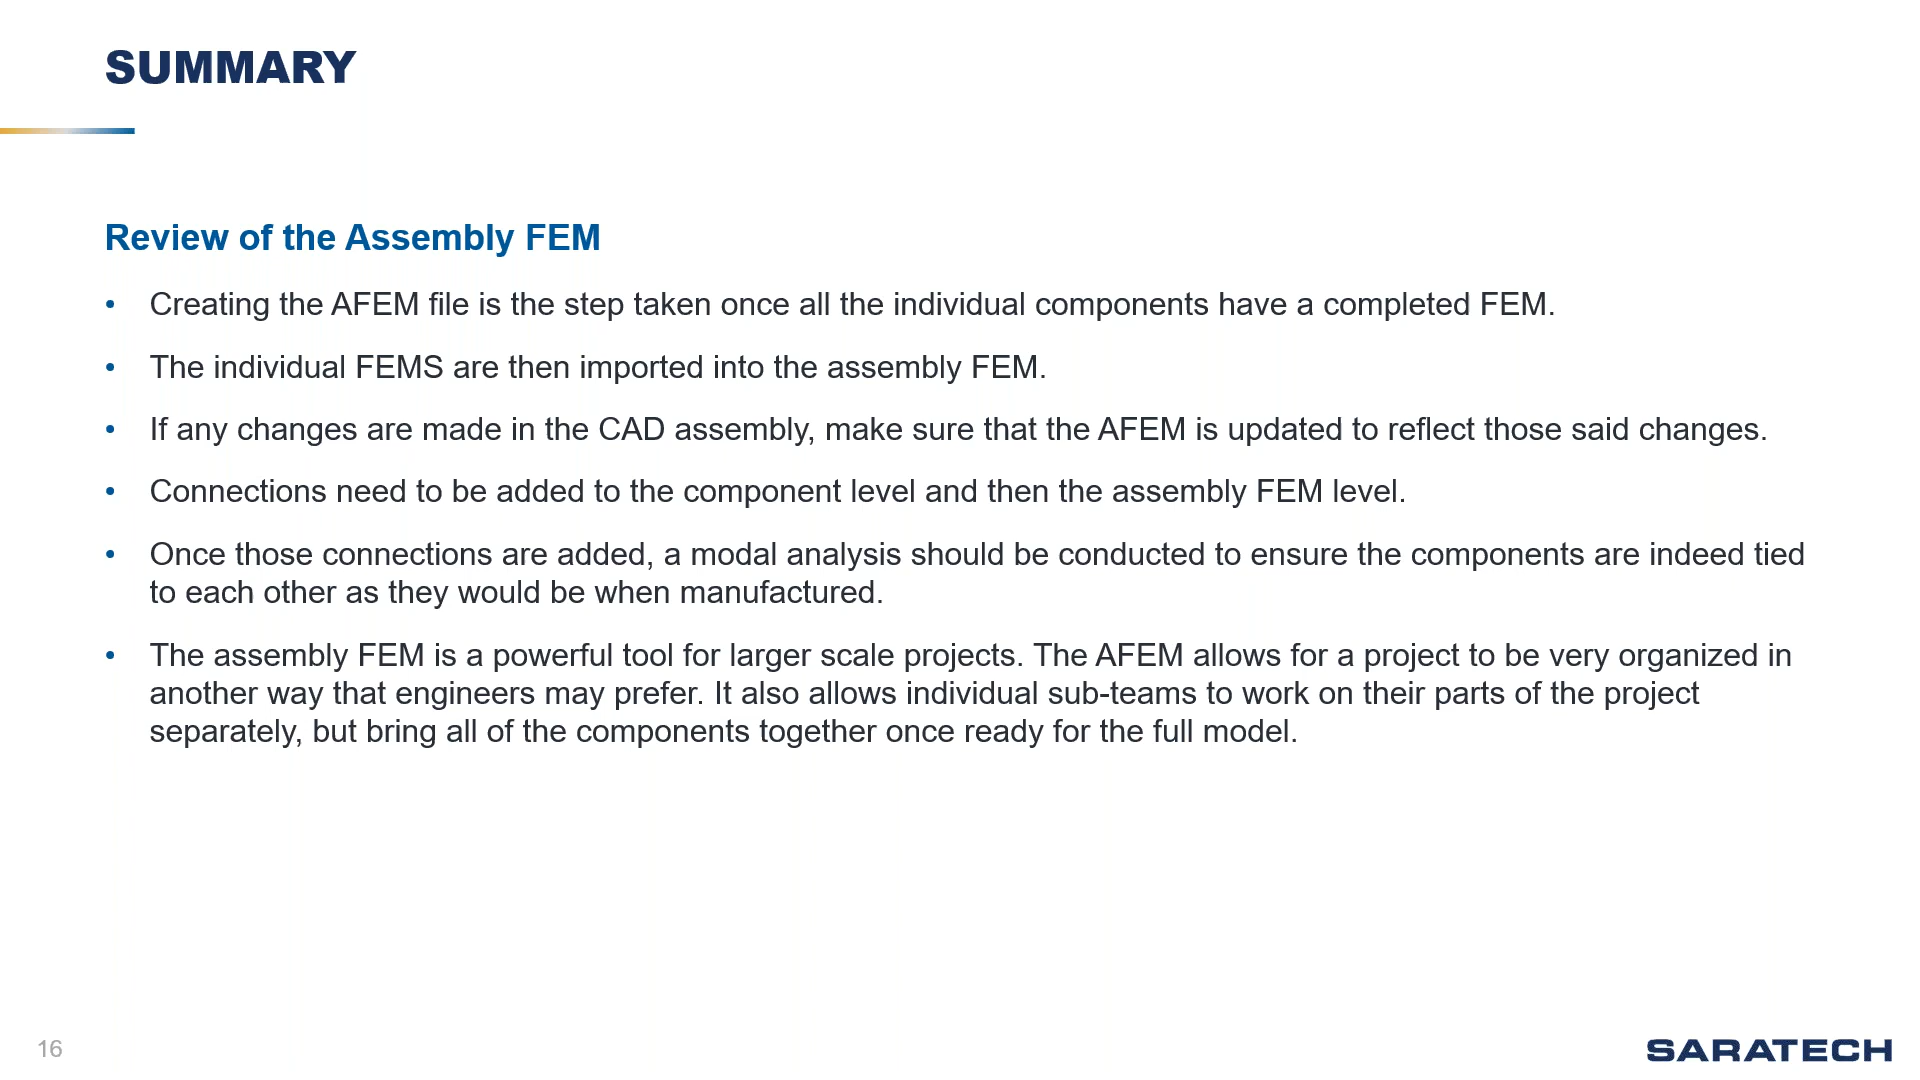 SUMMARY
Review of the Assembly FEM
• Creating the AFEM file is the step taken once all the individual components have a completed FEM.
• The individual FEMS are then imported into the assembly FEM.
• If any changes are made in the CAD assembly, make sure that the AFEM is updated to reflect those said changes.
• Connections need to be added to the component level and then the assembly FEM level.
• Once those connections are added, a modal analysis should be conducted to ensure the components are indeed tied
to each other as they would be when manufactured.
• The assembly FEM is a powerful tool for larger scale projects. The AFEM allows for a project to be very organized in
another way that engineers may prefer. It also allows individual sub-teams to work on their parts of the project
separately, but bring all of the components together once ready for the full model.
16
SARATECH